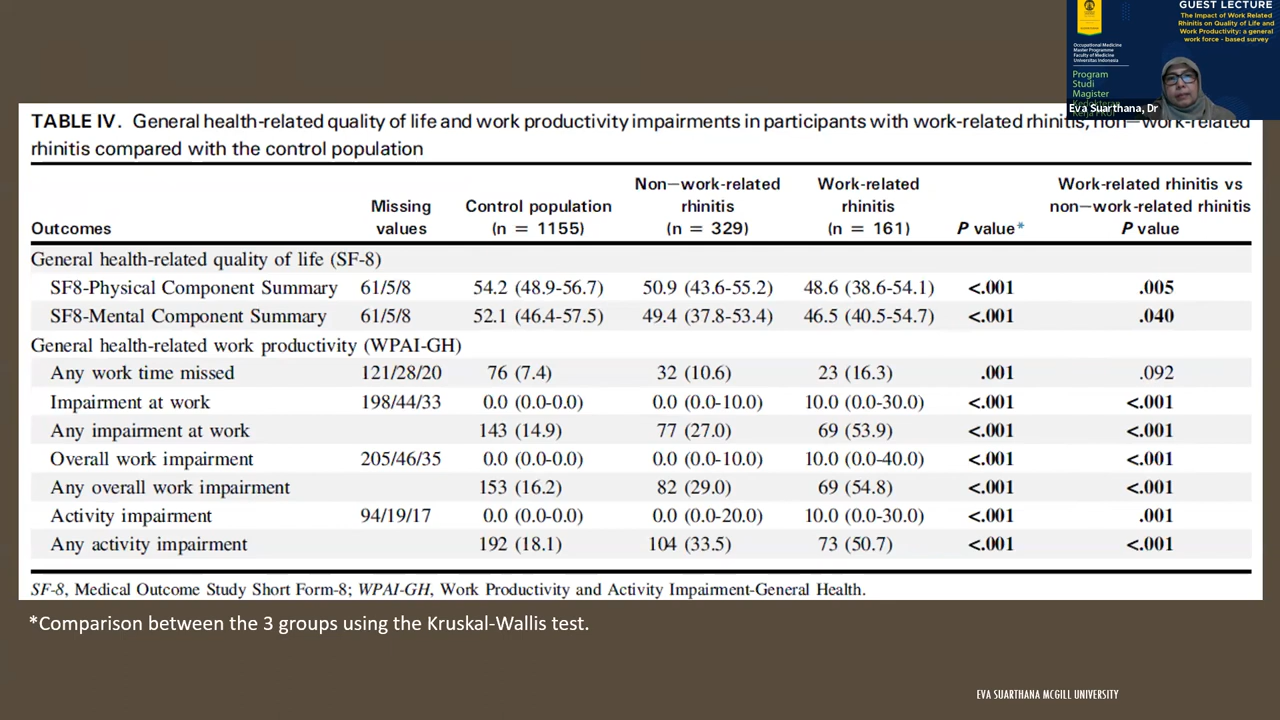 GUEST LECTURE
The Impact of Work Related
Rhinitis on Quality of Life and
Work Productivity: a general
work force - based survey
Occupational Medicine
Master Programme
Faculty of Medicine
Universitas Indonesia
Program
Studi
Magister
Kedokteran
Kerja FKUI
Eva Suarthana, Dr
TABLE IV. General health-related quality of life and work productivity impairments in participants with work-related rhinitis, non−work-related
rhinitis compared with the control population
Outcomes Missing values Control population (n = 1155) Non−work-related rhinitis (n = 329) Work-related rhinitis (n = 161) P value* Work-related rhinitis vs non−work-related rhinitis P value
General health-related quality of life (SF-8)
SF8-Physical Component Summary 61/5/8 54.2 (48.9-56.7) 50.9 (43.6-55.2) 48.6 (38.6-54.1) <.001 .005
SF8-Mental Component Summary 61/5/8 52.1 (46.4-57.5) 49.4 (37.8-53.4) 46.5 (40.5-54.7) <.001 .040
General health-related work productivity (WPAI-GH)
Any work time missed 121/28/20 76 (7.4) 32 (10.6) 23 (16.3) .001 .092
Impairment at work 198/44/33 0.0 (0.0-0.0) 0.0 (0.0-10.0) 10.0 (0.0-30.0) <.001 <.001
Any impairment at work 143 (14.9) 77 (27.0) 69 (53.9) <.001 <.001
Overall work impairment 205/46/35 0.0 (0.0-0.0) 0.0 (0.0-10.0) 10.0 (0.0-40.0) <.001 <.001
Any overall work impairment 153 (16.2) 82 (29.0) 69 (54.8) <.001 <.001
Activity impairment 94/19/17 0.0 (0.0-0.0) 0.0 (0.0-20.0) 10.0 (0.0-30.0) <.001 .001
Any activity impairment 192 (18.1) 104 (33.5) 73 (50.7) <.001 <.001
SF-8, Medical Outcome Study Short Form-8; WPAI-GH, Work Productivity and Activity Impairment-General Health.
*Comparison between the 3 groups using the Kruskal-Wallis test.
EVA SUARTHANA MCGILL UNIVERSITY